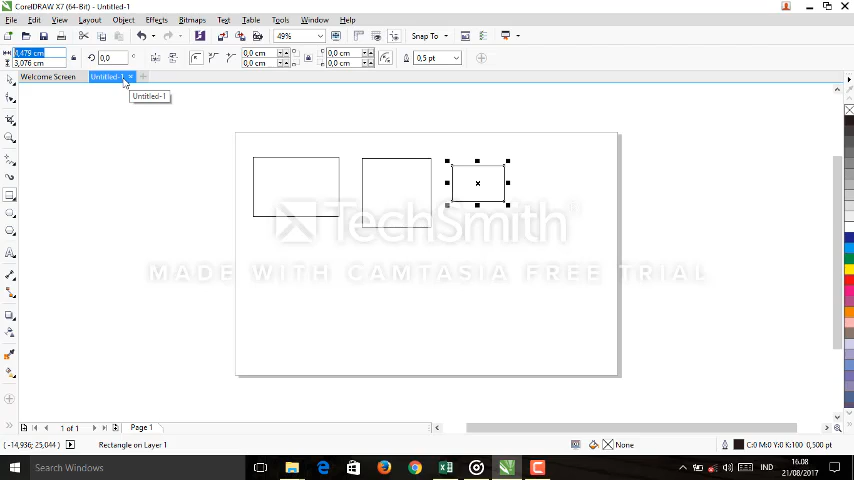 CorelDRAW X7 (64-Bit) - Untitled-1
File Edit View Layout Object Effects Bitmaps Text Table Tools Window Help
49% Snap To
4,479 cm 0,0 ° 0,0 cm 0,0 cm 0,5 pt
3,076 cm 0,0 cm 0,0 cm
Welcome Screen Untitled-1
Untitled-1
TechSmith
MADE WITH CAMTASIA FREE TRIAL
1 of 1 Page 1
(-14,936; 25,044) Rectangle on Layer 1 None C:0 M:0 Y:0 K:100 0,500 pt
Search Windows IND 16.08
21/08/2017